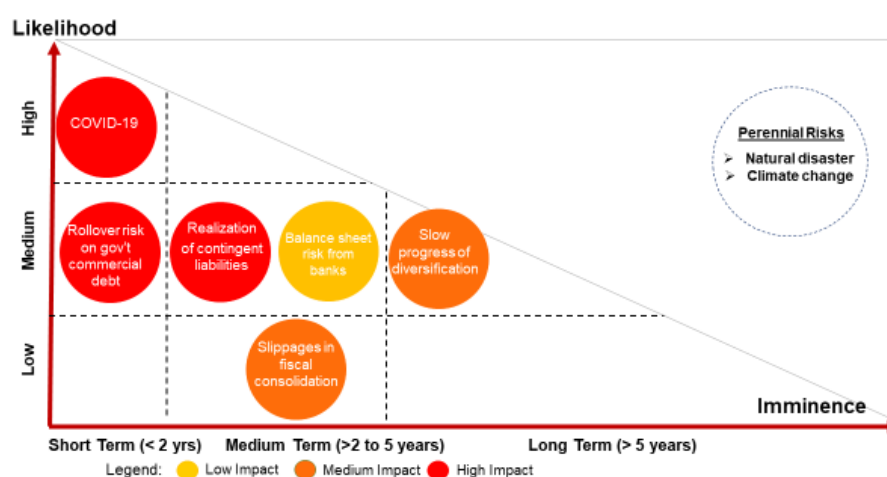 Likelihood
High
COVID-19
Perennial Risks
➢ Natural disaster
➢ Climate change
Medium
Rollover risk
on gov't
commercial
debt
Realization
of contingent
liabilities
Balance sheet
risk from
banks
Slow
progress of
diversification
Low
Slippages in
fiscal
consolidation
Imminence
Short Term (< 2 yrs)
Medium Term (>2 to 5 years)
Long Term (> 5 years)
Legend:
Low Impact
Medium Impact
High Impact